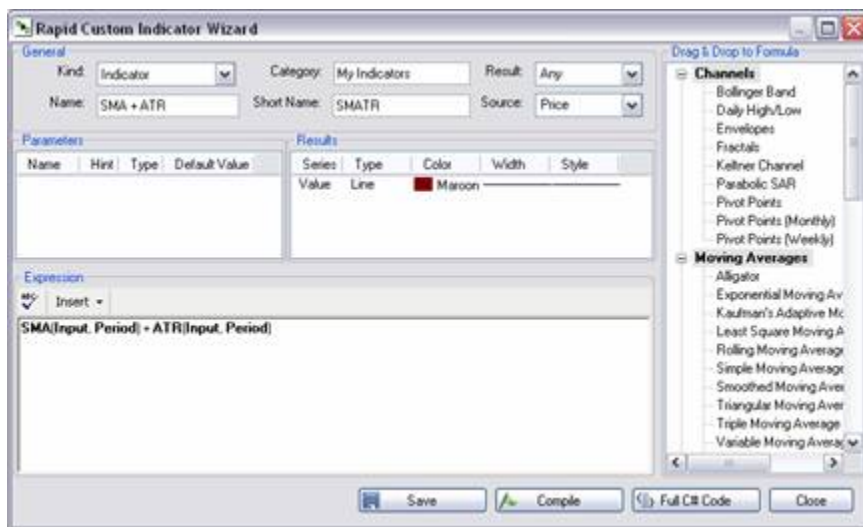 Rapid Custom Indicator Wizard
General
Kind: Indicator Category: My Indicators Result: Any
Name: SMA + ATR Short Name: SMATR Source: Price
Parameters
Name Hint Type Default Value
Results
Series Type Color Width Style
Value Line Maroon
Expression
ABC Insert
SMA(Input, Period) + ATR(Input, Period)
Drag & Drop to Formula
Channels
Bollinger Band
Daily High/Low
Envelopes
Fractals
Keltner Channel
Parabolic SAR
Pivot Points
Pivot Points (Monthly)
Pivot Points (Weekly)
Moving Averages
Alligator
Exponential Moving Av
Kaufman's Adaptive Mo
Least Square Moving A
Rolling Moving Average
Simple Moving Average
Smoothed Moving Aver
Triangular Moving Aver
Triple Moving Average
Variable Moving Averag
Save Compile Full C# Code Close